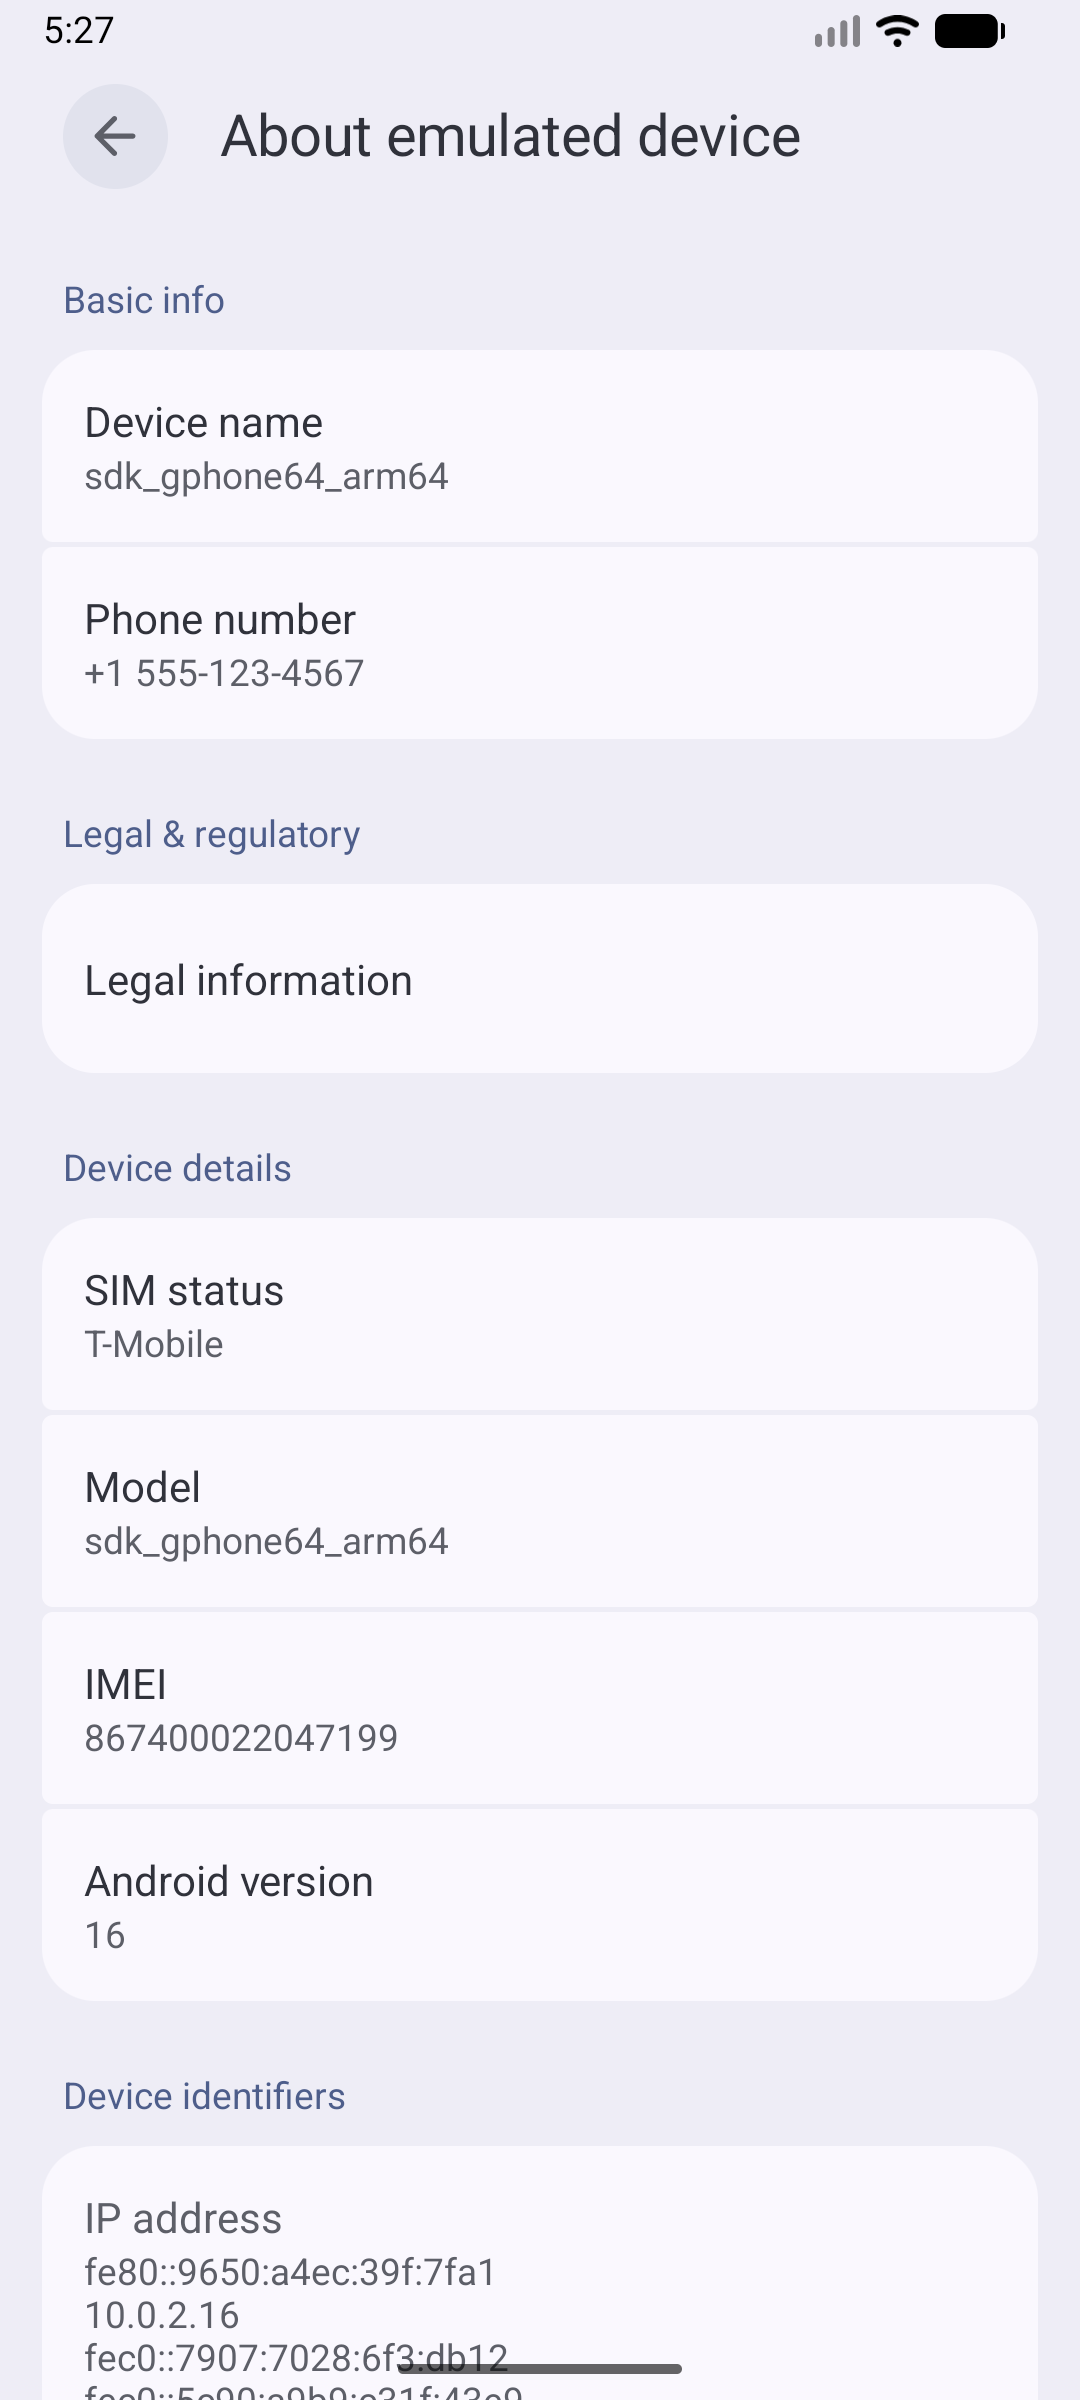 5:27
About emulated device
Basic info
Device name
sdk_gphone64_arm64
Phone number
+1 555-123-4567
Legal & regulatory
Legal information
Device details
SIM status
T-Mobile
Model
sdk_gphone64_arm64
IMEI
867400022047199
Android version
16
Device identifiers
IP address
fe80::9650:a4ec:39f:7fa1
10.0.2.16
fec0::7907:7028:6f3:db12